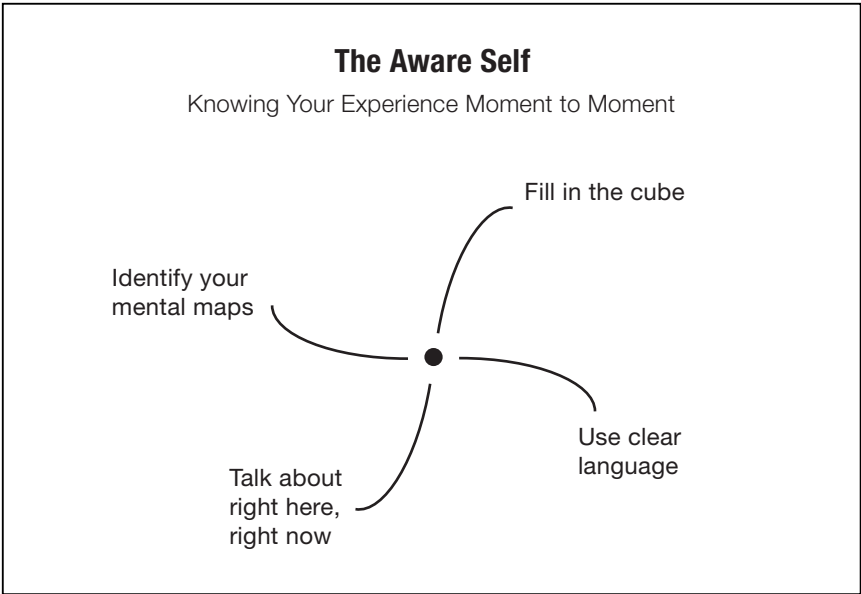 The Aware Self
Knowing Your Experience Moment to Moment
Fill in the cube
Identify your
mental maps
Use clear
language
Talk about
right here,
right now